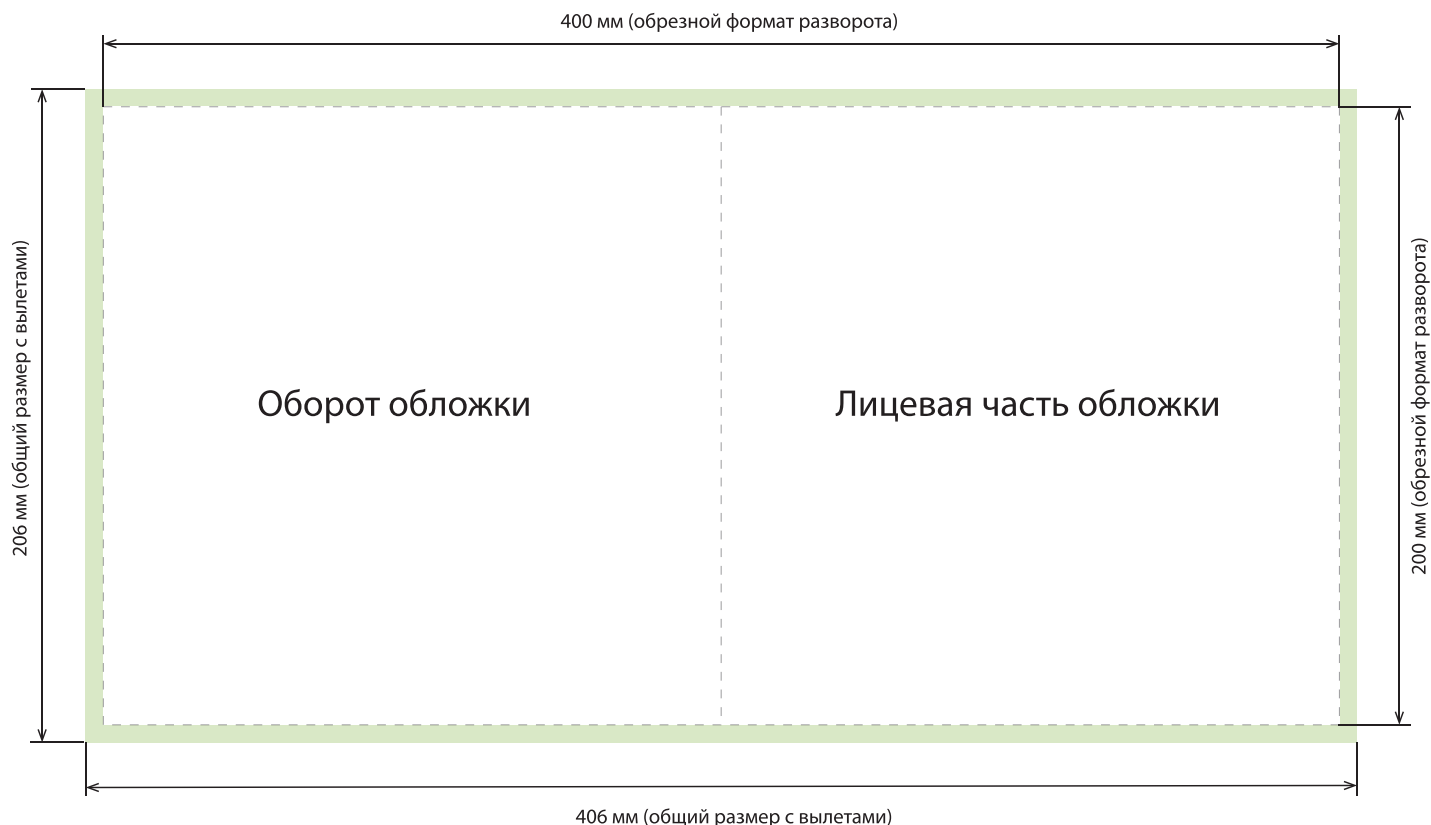 400 мм (обрезной формат разворота)
206 мм (общий размер с вылетами)
Оборот обложки
Лицевая часть обложки
200 мм (обрезной формат разворота)
406 мм (общий размер с вылетами)